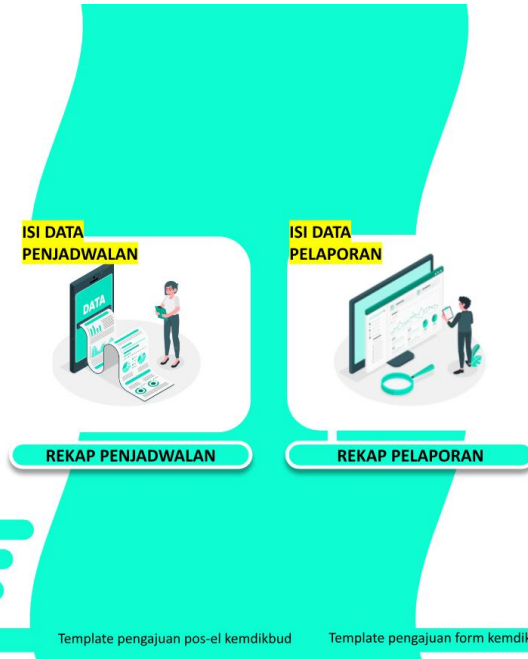 ISI DATA
PENJADWALAN
ISI DATA
PELAPORAN
DATA
REKAP PENJADWALAN
REKAP PELAPORAN
Template pengajuan pos-el kemdikbud
Template pengajuan form kemdik